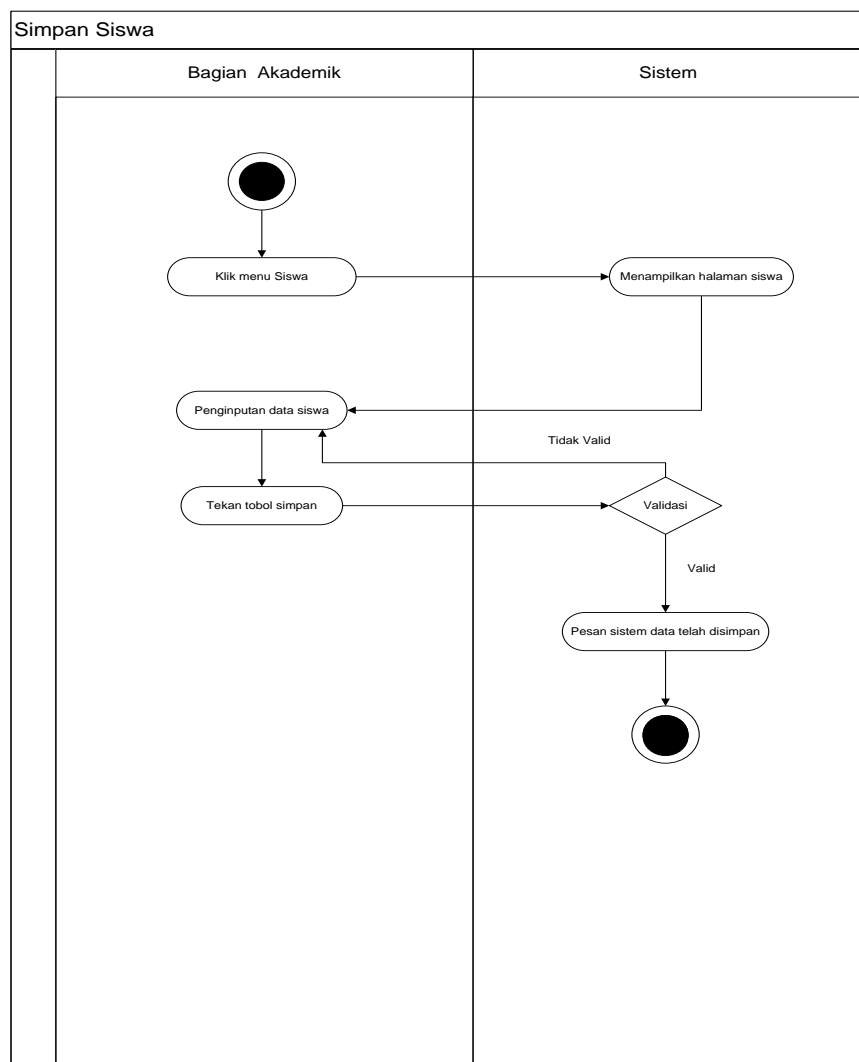 Simpan Siswa
Bagian Akademik
Sistem
Klik menu Siswa
Menampilkan halaman siswa
Penginputan data siswa
Tidak Valid
Tekan tobol simpan
Validasi
Valid
Pesan sistem data telah disimpan